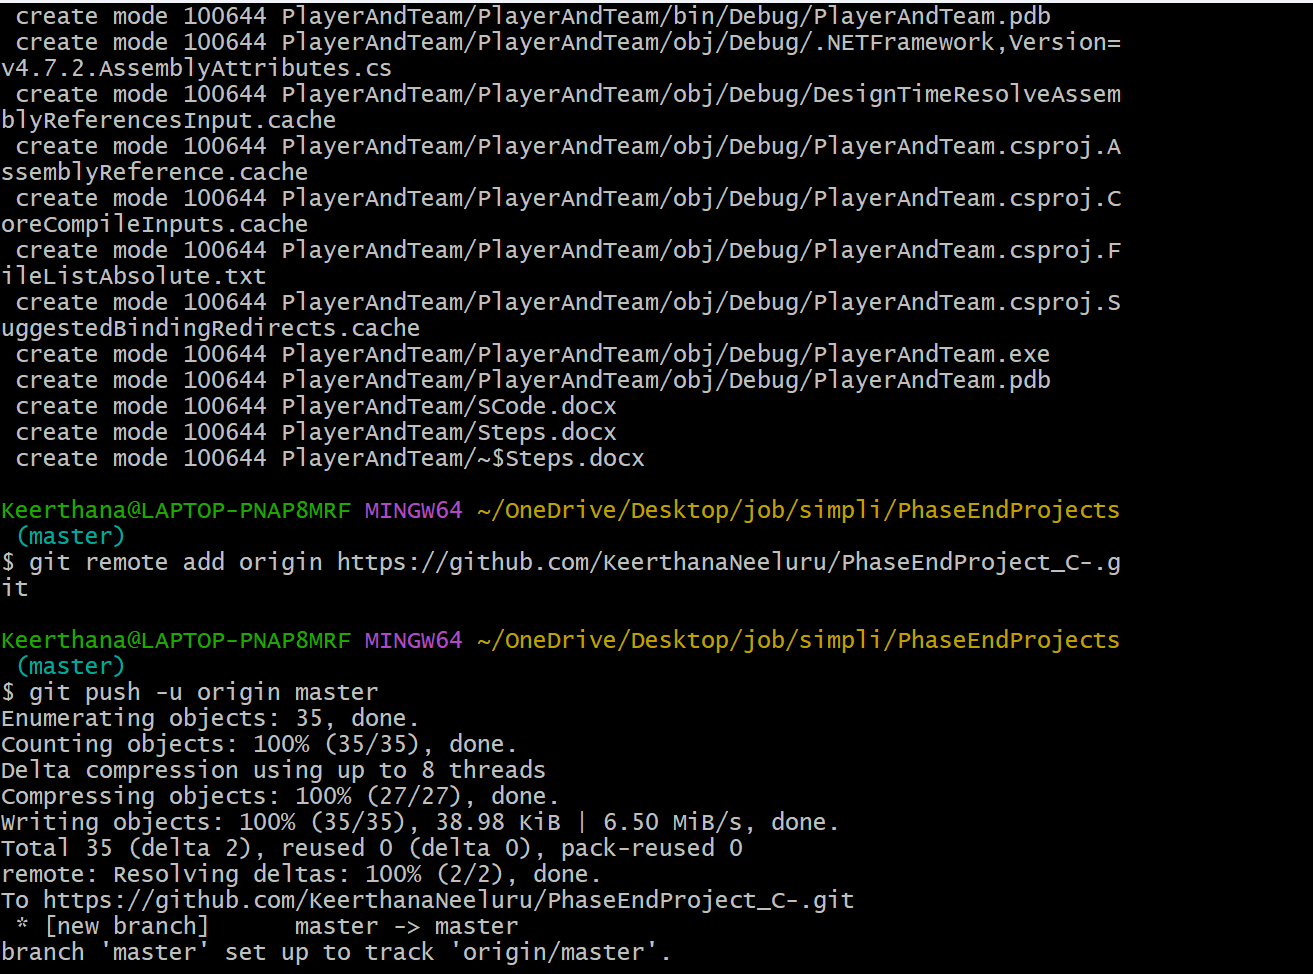 create mode 100644 PlayerAndTeam/PlayerAndTeam/bin/Debug/PlayerAndTeam.pdb
create mode 100644 PlayerAndTeam/PlayerAndTeam/obj/Debug/.NETFramework,Version=
v4.7.2.AssemblyAttributes.cs
create mode 100644 PlayerAndTeam/PlayerAndTeam/obj/Debug/DesignTimeResolveAssem
blyReferencesInput.cache
create mode 100644 PlayerAndTeam/PlayerAndTeam/obj/Debug/PlayerAndTeam.csproj.A
ssemblyReference.cache
create mode 100644 PlayerAndTeam/PlayerAndTeam/obj/Debug/PlayerAndTeam.csproj.C
oreCompileInputs.cache
create mode 100644 PlayerAndTeam/PlayerAndTeam/obj/Debug/PlayerAndTeam.csproj.F
ileListAbsolute.txt
create mode 100644 PlayerAndTeam/PlayerAndTeam/obj/Debug/PlayerAndTeam.csproj.S
uggestedBindingRedirects.cache
create mode 100644 PlayerAndTeam/PlayerAndTeam/obj/Debug/PlayerAndTeam.exe
create mode 100644 PlayerAndTeam/PlayerAndTeam/obj/Debug/PlayerAndTeam.pdb
create mode 100644 PlayerAndTeam/SCode.docx
create mode 100644 PlayerAndTeam/Steps.docx
create mode 100644 PlayerAndTeam/~$Steps.docx
Keerthana@LAPTOP-PNAP8MRF MINGW64 ~/OneDrive/Desktop/job/simpli/PhaseEndProjects
(master)
$ git remote add origin https://github.com/KeerthanaNeeluru/PhaseEndProject_C-.g
it
Keerthana@LAPTOP-PNAP8MRF MINGW64 ~/OneDrive/Desktop/job/simpli/PhaseEndProjects
(master)
$ git push -u origin master
Enumerating objects: 35, done.
Counting objects: 100% (35/35), done.
Delta compression using up to 8 threads
Compressing objects: 100% (27/27), done.
Writing objects: 100% (35/35), 38.98 KiB | 6.50 MiB/s, done.
Total 35 (delta 2), reused 0 (delta 0), pack-reused 0
remote: Resolving deltas: 100% (2/2), done.
To https://github.com/KeerthanaNeeluru/PhaseEndProject_C-.git
* [new branch]      master -> master
branch 'master' set up to track 'origin/master'.